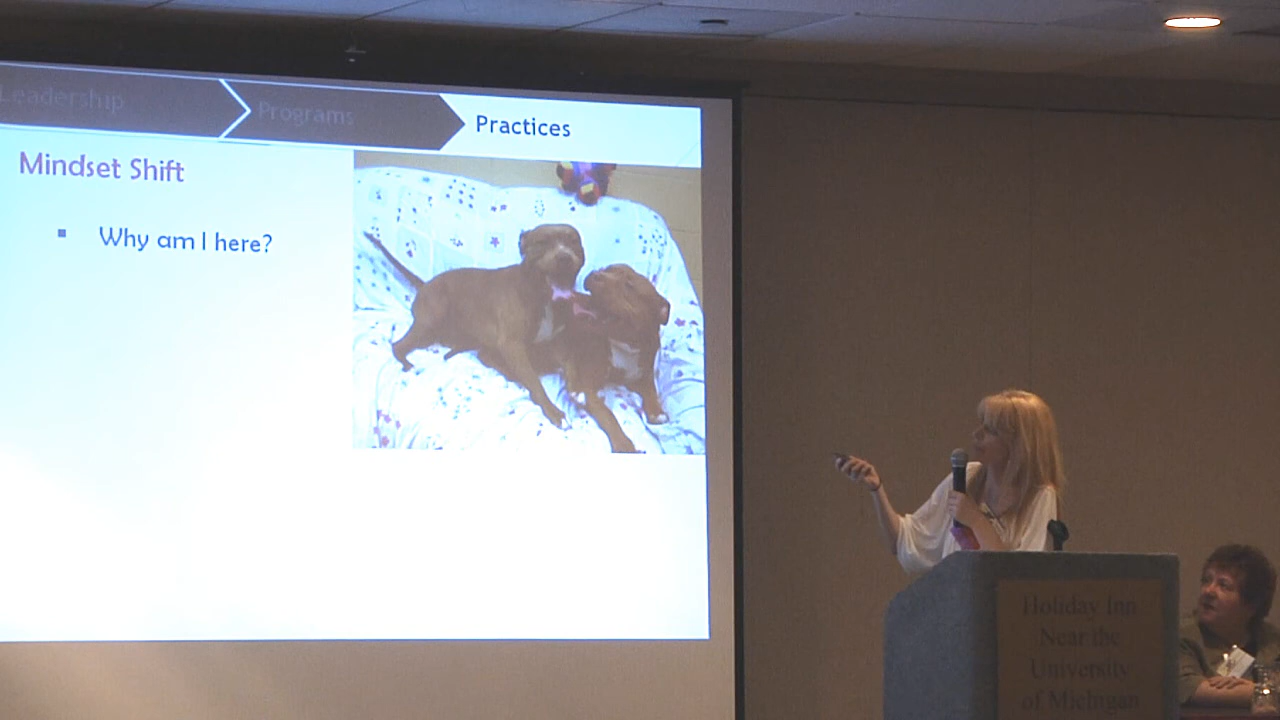 Leadership
Programs
Practices
Mindset Shift
▪ Why am I here?
Holiday Inn
Near the
University
of Michigan